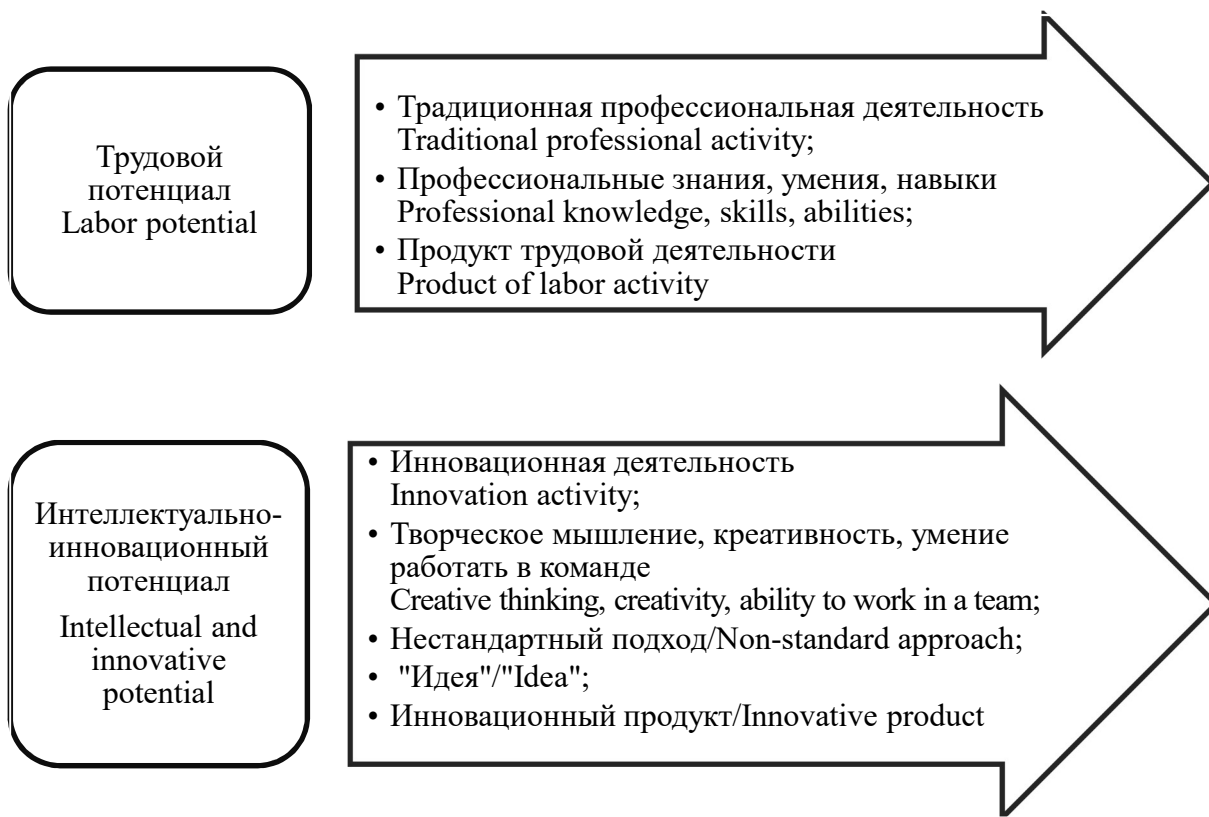 Трудовой
потенциал
Labor potential
• Традиционная профессиональная деятельность
Traditional professional activity;
• Профессиональные знания, умения, навыки
Professional knowledge, skills, abilities;
• Продукт трудовой деятельности
Product of labor activity
Интеллектуально-
инновационный
потенциал
Intellectual and
innovative
potential
• Инновационная деятельность
Innovation activity;
• Творческое мышление, креативность, умение
работать в команде
Creative thinking, creativity, ability to work in a team;
• Нестандартный подход/Non-standard approach;
• "Идея"/"Idea";
• Инновационный продукт/Innovative product